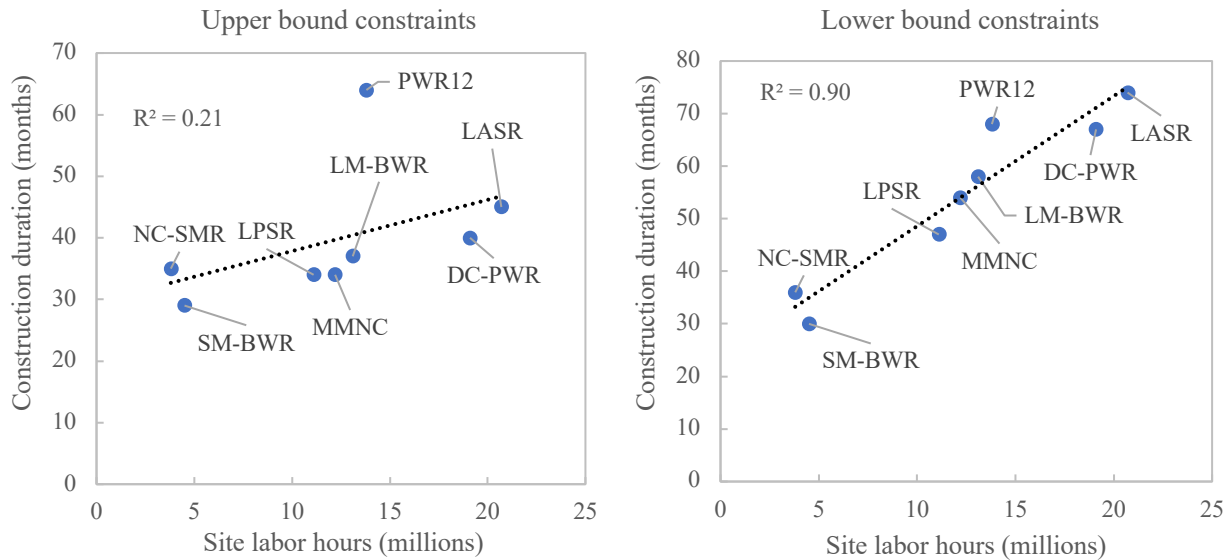 Upper bound constraints
Construction duration (months)
70
60
50
40
30
20
10
0
R² = 0.21
PWR12
LASR
LM-BWR
NC-SMR
LPSR
DC-PWR
SM-BWR
MMNC
0
5
10
15
20
25
Site labor hours (millions)
Lower bound constraints
Construction duration (months)
80
70
60
50
40
30
20
10
0
R² = 0.90
PWR12
LASR
DC-PWR
LPSR
LM-BWR
MMNC
NC-SMR
SM-BWR
0
5
10
15
20
25
Site labor hours (millions)